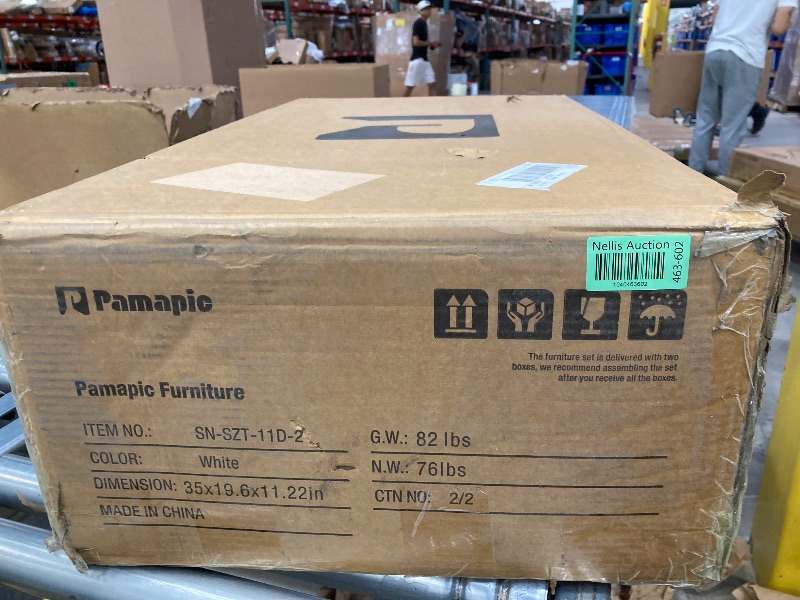 Nellis Auction
463-602
1040463602
Pamapic
The furniture set is delivered with two
boxes, we recommend assembling the set
after you receive all the boxes.
Pamapic Furniture
ITEM NO.: SN-SZT-11D-2
COLOR: White
DIMENSION: 35x19.6x11.22in
MADE IN CHINA
G.W.: 82 lbs
N.W.: 76lbs
CTN NO: 2/2